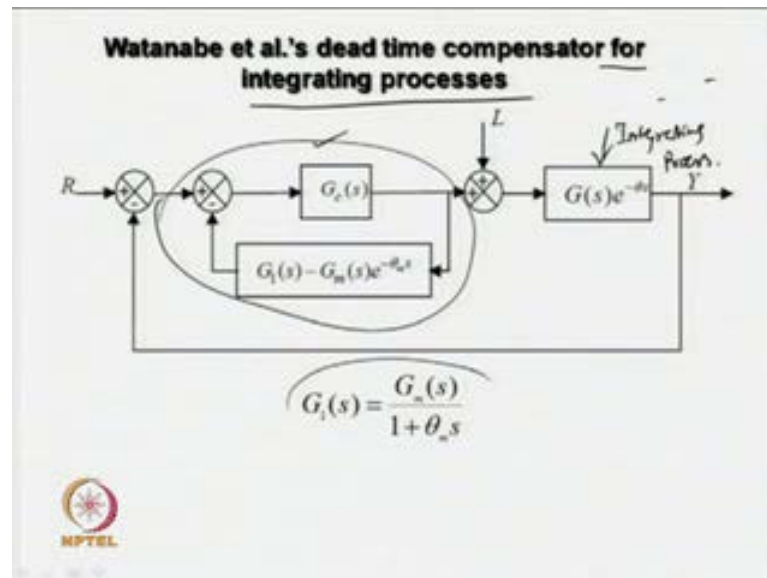 Watanabe et al.'s dead time compensator for
integrating processes
L
Integrating
Process.
R
G_c(s)
G(s)e^{-θs}
Y
G_1(s) - G_m(s)e^{-θ_m s}
G_1(s) = \frac{G_m(s)}{1 + θ_m s}
NPTEL